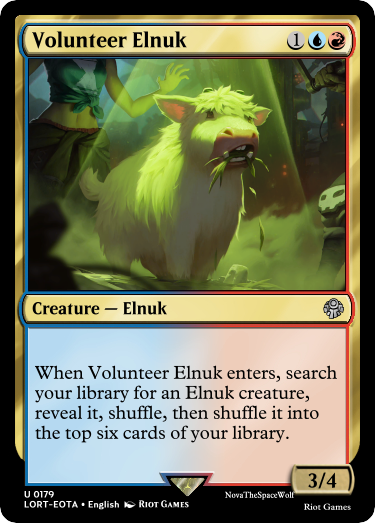 Volunteer Elnuk 1
Creature — Elnuk
When Volunteer Elnuk enters, search
your library for an Elnuk creature,
reveal it, shuffle, then shuffle it into
the top six cards of your library.
3/4
U 0179
LORT-EOTA • English Riot Games
NovaTheSpaceWolf
Riot Games